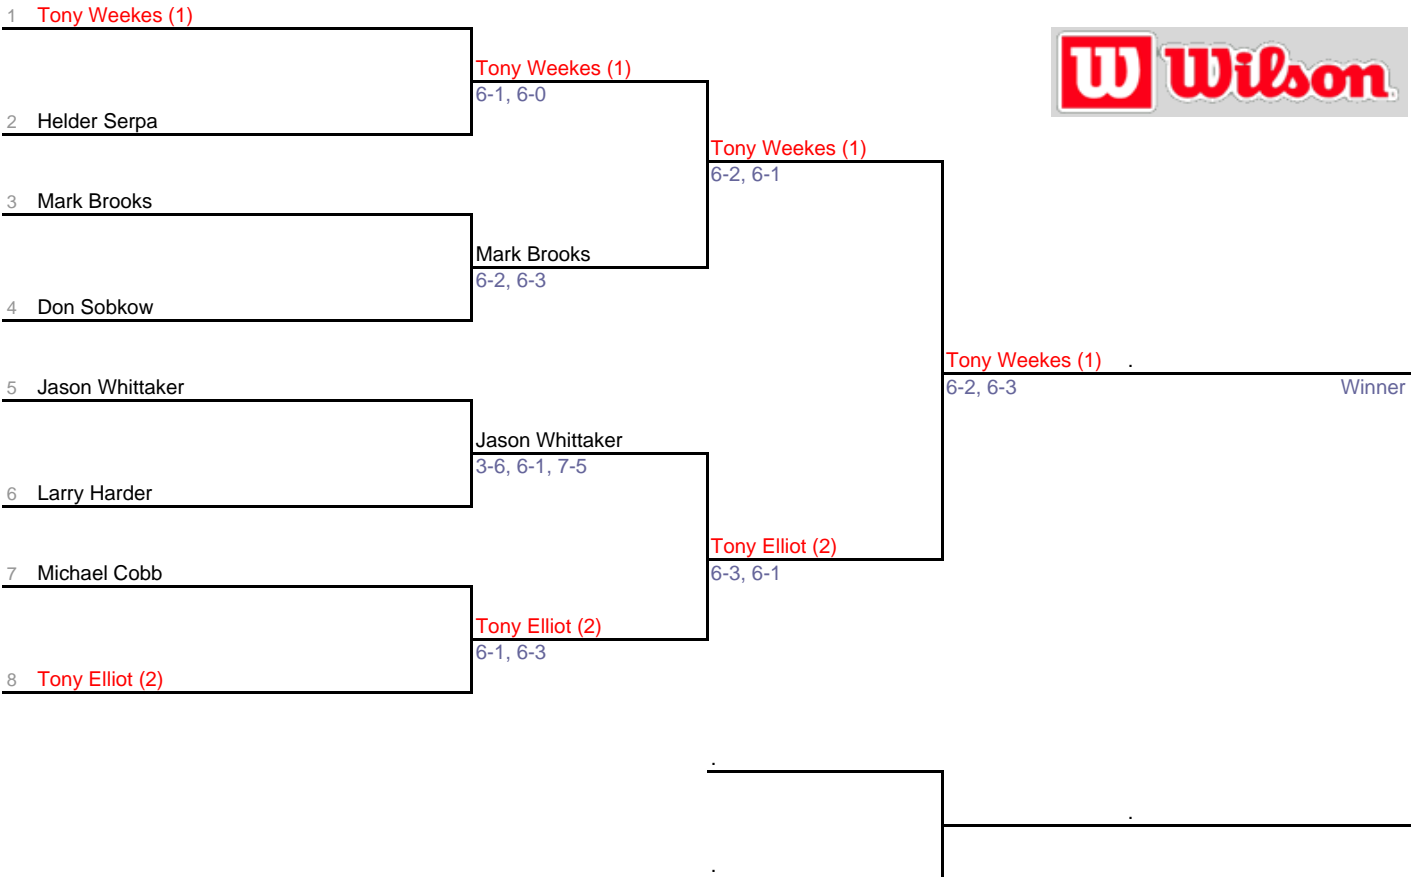 1 Tony Weekes (1)
Tony Weekes (1)
6-1, 6-0
2 Helder Serpa
Tony Weekes (1)
6-2, 6-1
3 Mark Brooks
Mark Brooks
6-2, 6-3
4 Don Sobkow
Tony Weekes (1) .
6-2, 6-3 Winner
5 Jason Whittaker
Jason Whittaker
3-6, 6-1, 7-5
6 Larry Harder
Tony Elliot (2)
6-3, 6-1
7 Michael Cobb
Tony Elliot (2)
6-1, 6-3
8 Tony Elliot (2)
.
.
.
W Wilson